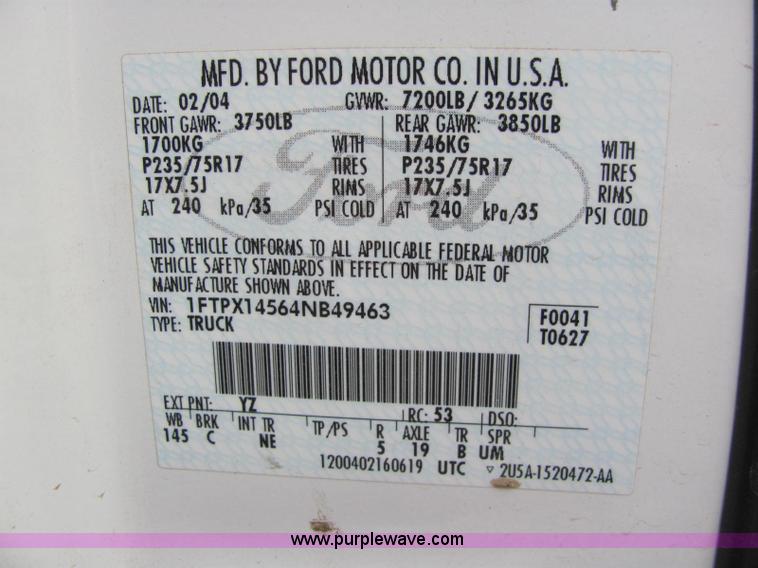 MFD. BY FORD MOTOR CO. IN U.S.A.
DATE: 02/04 GVWR: 7200LB / 3265KG
FRONT GAWR: 3750LB REAR GAWR: 3850LB
1700KG WITH 1746KG WITH
P235/75R17 TIRES P235/75R17 TIRES
17X7.5J RIMS 17X7.5J RIMS
AT 240 kPa/35 PSI COLD AT 240 kPa/35 PSI COLD
Ford
THIS VEHICLE CONFORMS TO ALL APPLICABLE FEDERAL MOTOR
VEHICLE SAFETY STANDARDS IN EFFECT ON THE DATE OF
MANUFACTURE SHOWN ABOVE.
VIN: 1FTPX14564NB49463 F0041
TYPE: TRUCK T0627
EXT PNT: YZ RC: 53 DSO:
WB BRK INT TR TP/PS R AXLE TR SPR
145 C NE 5 19 B UM
1200402160619 UTC ▽ 2U5A-1520472-AA
www.purplewave.com